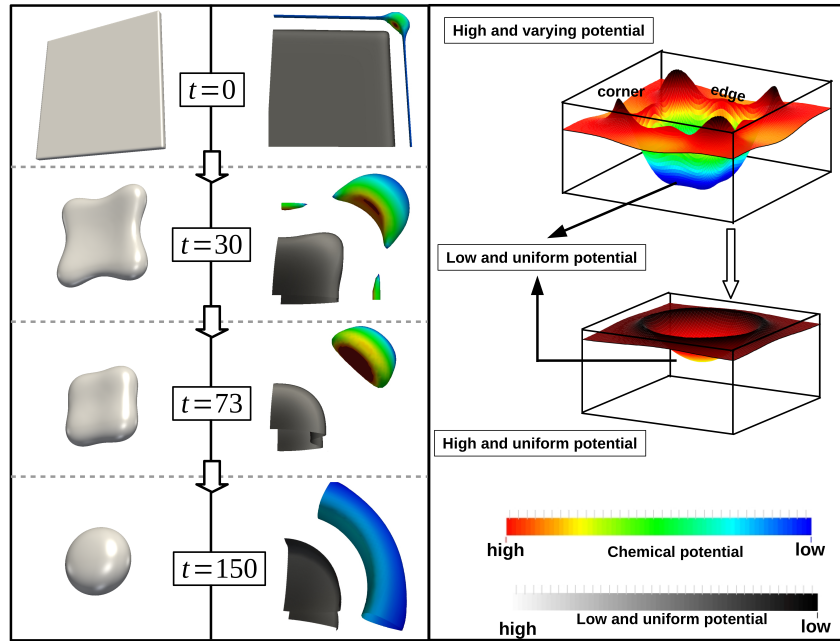 t=0
t=30
t=73
t=150
High and varying potential
corner
edge
Low and uniform potential
High and uniform potential
high
Chemical potential
low
high
Low and uniform potential
low